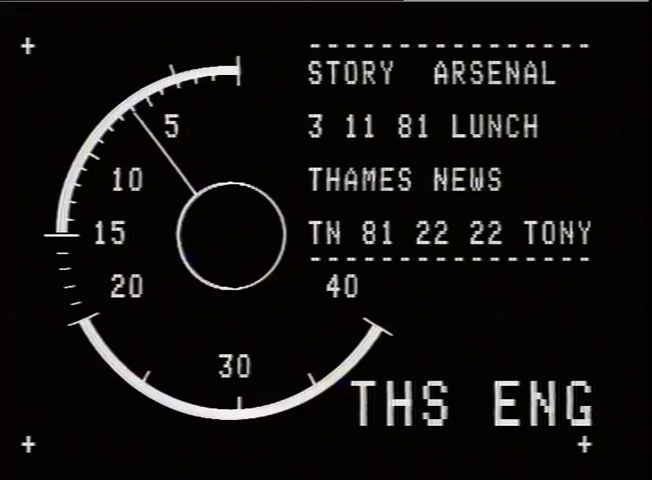 STORY ARSENAL
3 11 81 LUNCH
THAMES NEWS
TN 81 22 22 TONY
5
10
15
20
30
40
THS ENG